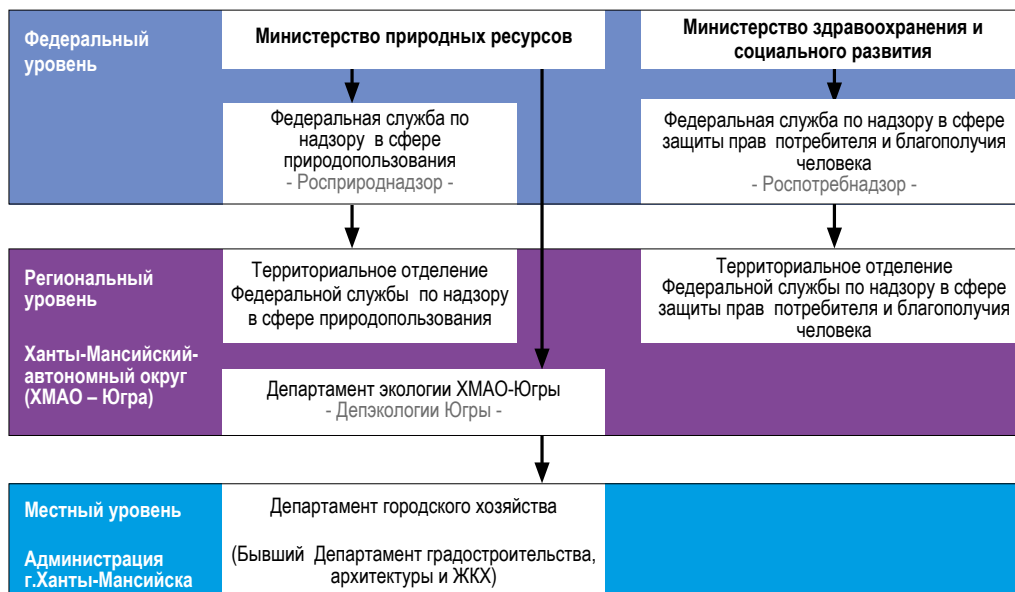 Федеральный
уровень
Министерство природных ресурсов
Министерство здравоохранения и
социального развития
Федеральная служба по
надзору в сфере
природопользования
- Росприроднадзор -
Федеральная служба по надзору в сфере
защиты прав потребителя и благополучия
человека
- Роспотребнадзор -
Региональный
уровень
Ханты-Мансийский-
автономный округ
(ХМАО – Югра)
Территориальное отделение
Федеральной службы по надзору
в сфере природопользования
Территориальное отделение
Федеральной службы по надзору в сфере
защиты прав потребителя и благополучия
человека
Департамент экологии ХМАО-Югры
- Депэкологии Югры -
Местный уровень
Администрация
г.Ханты-Мансийска
Департамент городского хозяйства
(Бывший Департамент градостроительства,
архитектуры и ЖКХ)